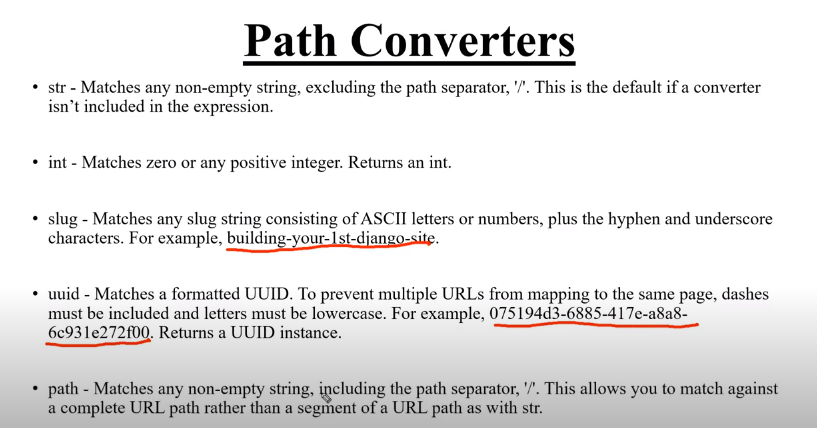 Path Converters
• str - Matches any non-empty string, excluding the path separator, '/'. This is the default if a converter
isn't included in the expression.
• int - Matches zero or any positive integer. Returns an int.
• slug - Matches any slug string consisting of ASCII letters or numbers, plus the hyphen and underscore
characters. For example, building-your-1st-django-site.
• uuid - Matches a formatted UUID. To prevent multiple URLs from mapping to the same page, dashes
must be included and letters must be lowercase. For example, 075194d3-6885-417e-a8a8-
6c931e272f00. Returns a UUID instance.
• path - Matches any non-empty string, including the path separator, '/'. This allows you to match against
a complete URL path rather than a segment of a URL path as with str.